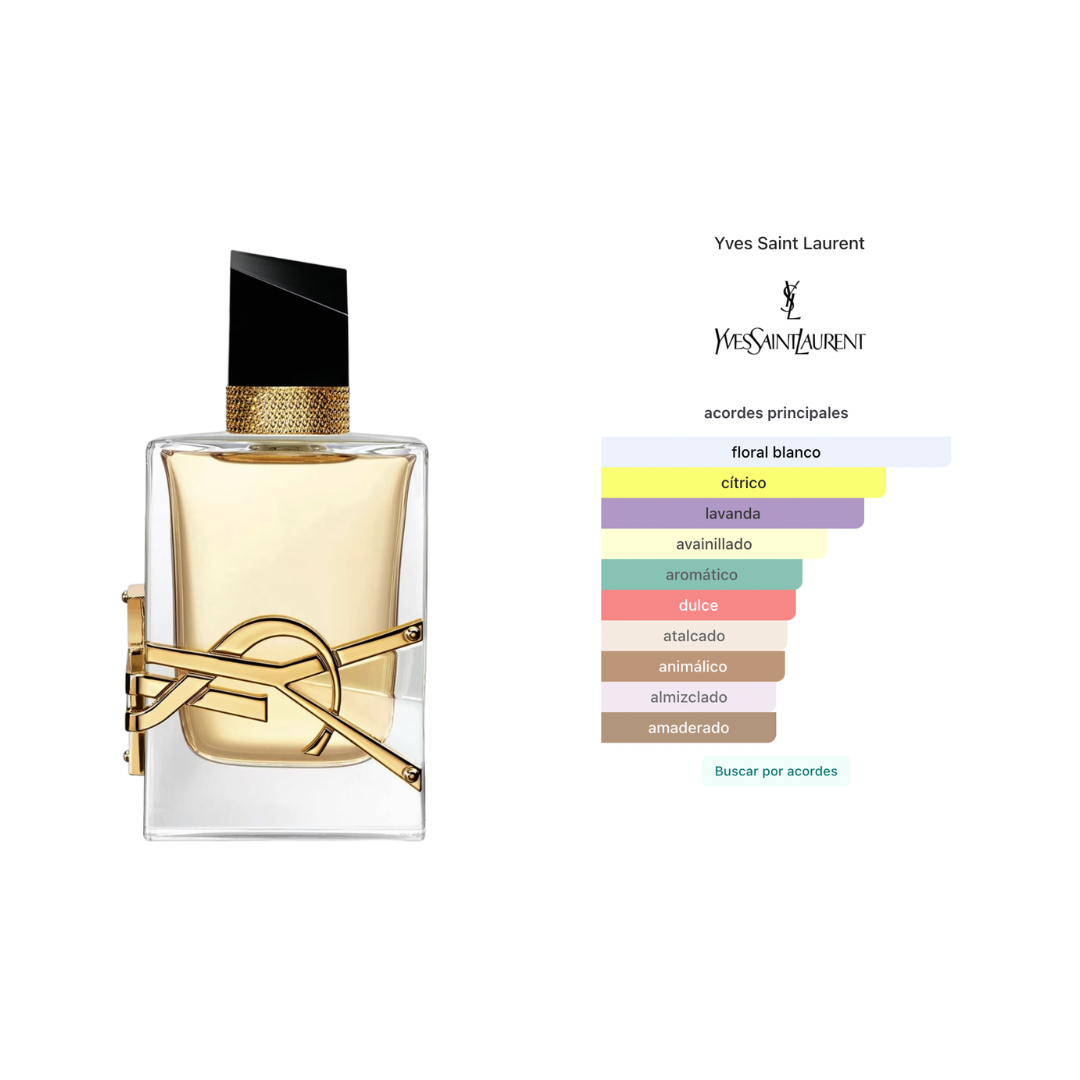 Yves Saint Laurent
YSL
YVESSAINTLAURENT
acordes principales
floral blanco
cítrico
lavanda
avainillado
aromático
dulce
atalcado
animálico
almizclado
amaderado
Buscar por acordes
YSL